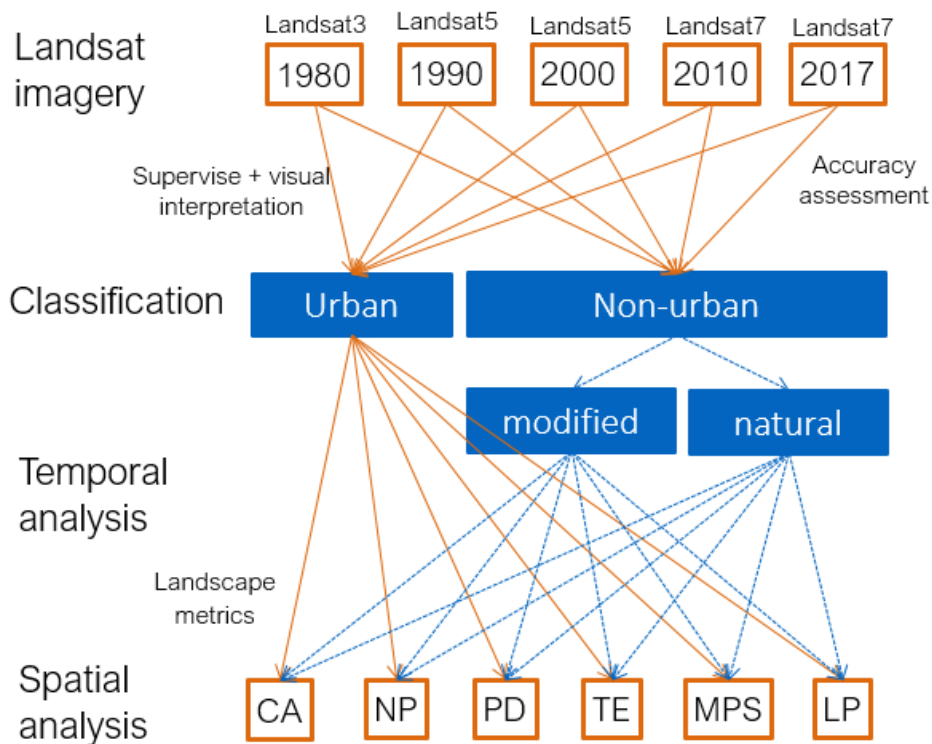 Landsat imagery
Landsat3
Landsat5
Landsat5
Landsat7
Landsat7
1980
1990
2000
2010
2017
Supervise + visual
interpretation
Accuracy
assessment
Classification
Urban
Non-urban
modified
natural
Temporal
analysis
Landscape
metrics
Spatial
analysis
CA
NP
PD
TE
MPS
LP